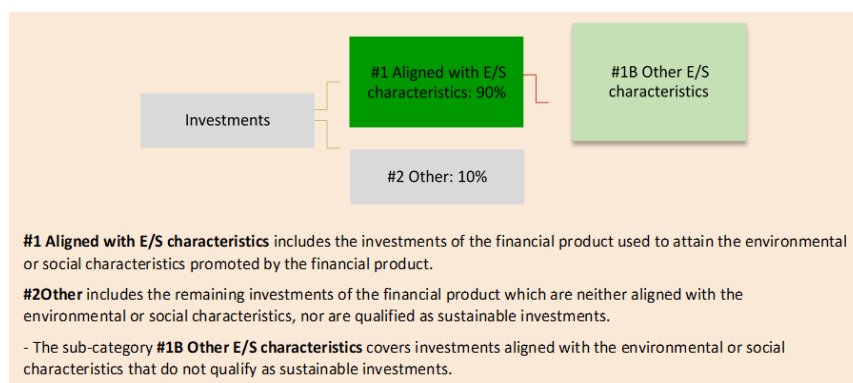 #1 Aligned with E/S
characteristics: 90%
#1B Other E/S
characteristics
Investments
#2 Other: 10%
#1 Aligned with E/S characteristics includes the investments of the financial product used to attain the environmental
or social characteristics promoted by the financial product.
#2Other includes the remaining investments of the financial product which are neither aligned with the
environmental or social characteristics, nor are qualified as sustainable investments.
- The sub-category #1B Other E/S characteristics covers investments aligned with the environmental or social
characteristics that do not qualify as sustainable investments.